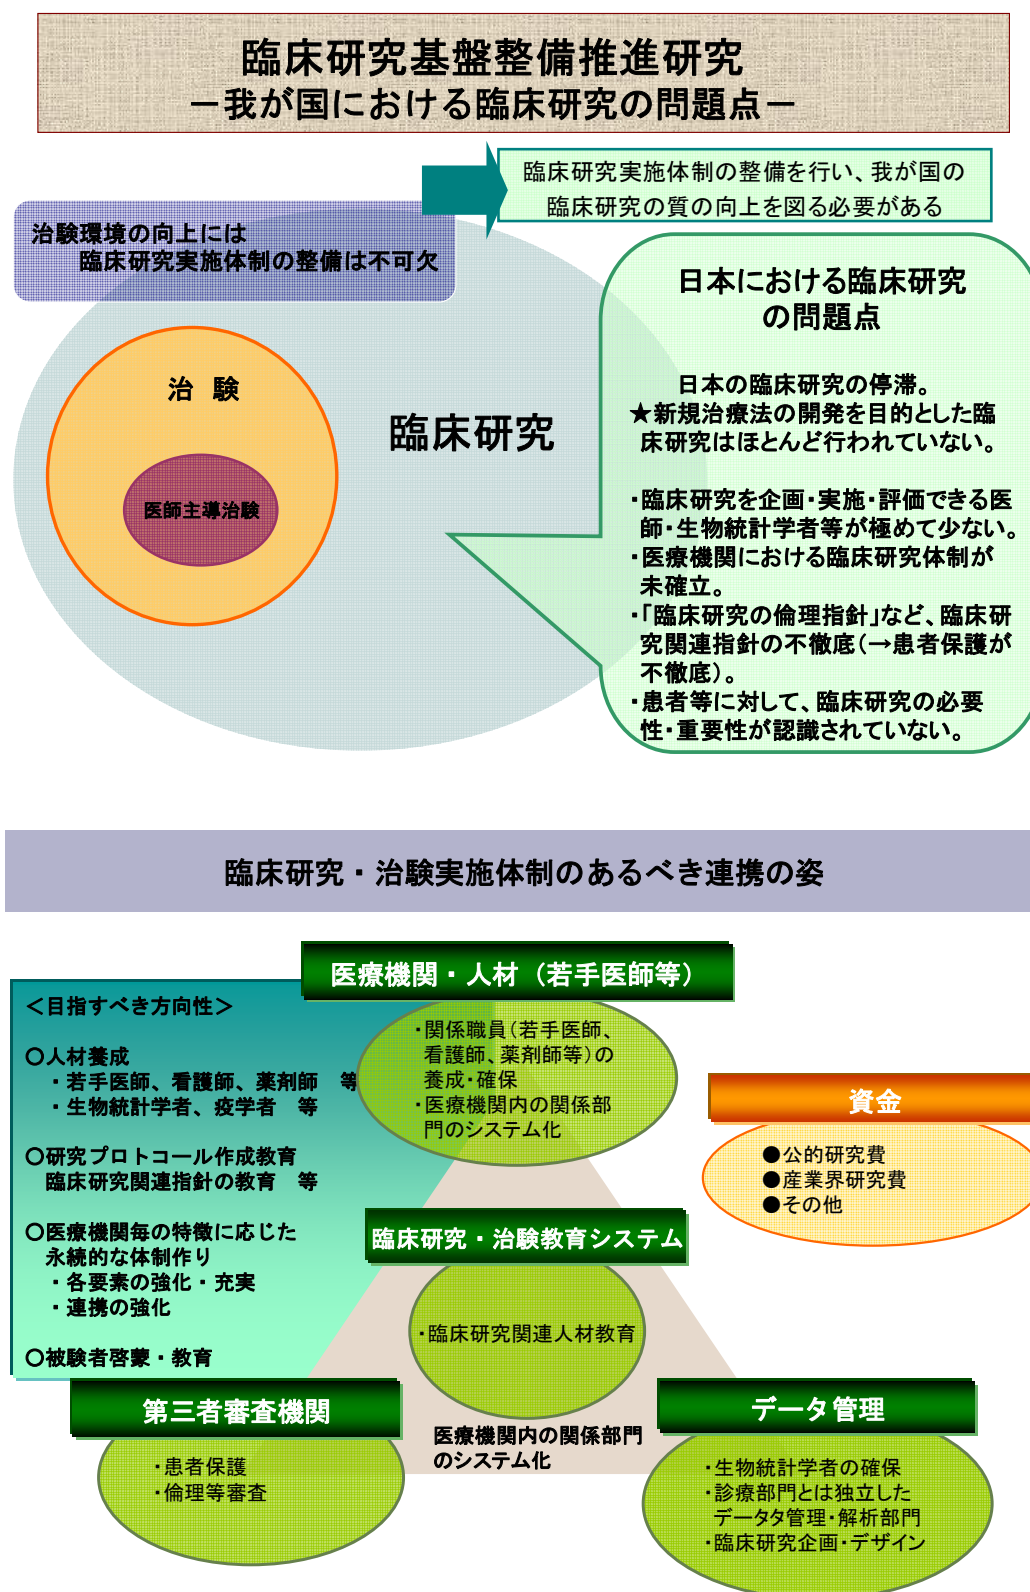 臨床研究基盤整備推進研究
－我が国における臨床研究の問題点－
臨床研究実施体制の整備を行い、我が国の
臨床研究の質の向上を図る必要がある
治験環境の向上には
臨床研究実施体制の整備は不可欠
治　験
医師主導治験
臨床研究
日本における臨床研究
の問題点
日本の臨床研究の停滞。
★新規治療法の開発を目的とした臨
床研究はほとんど行われていない。
・臨床研究を企画・実施・評価できる医
師・生物統計学者等が極めて少ない。
・医療機関における臨床研究体制が
未確立。
・「臨床研究の倫理指針」など、臨床研
究関連指針の不徹底（→患者保護が
不徹底）。
・患者等に対して、臨床研究の必要
性・重要性が認識されていない。
臨床研究・治験実施体制のあるべき連携の姿
医療機関・人材（若手医師等）
・関係職員（若手医師、
看護師、薬剤師等）の
養成・確保
・医療機関内の関係部
門のシステム化
＜目指すべき方向性＞
○人材養成
・若手医師、看護師、薬剤師　等
・生物統計学者、疫学者　等
○研究プロトコール作成教育
臨床研究関連指針の教育　等
○医療機関毎の特徴に応じた
永続的な体制作り
・各要素の強化・充実
・連携の強化
○被験者啓蒙・教育
資金
●公的研究費
●産業界研究費
●その他
臨床研究・治験教育システム
・臨床研究関連人材教育
医療機関内の関係部門
のシステム化
第三者審査機関
・患者保護
・倫理等審査
データ管理
・生物統計学者の確保
・診療部門とは独立した
データタ管理・解析部門
・臨床研究企画・デザイン